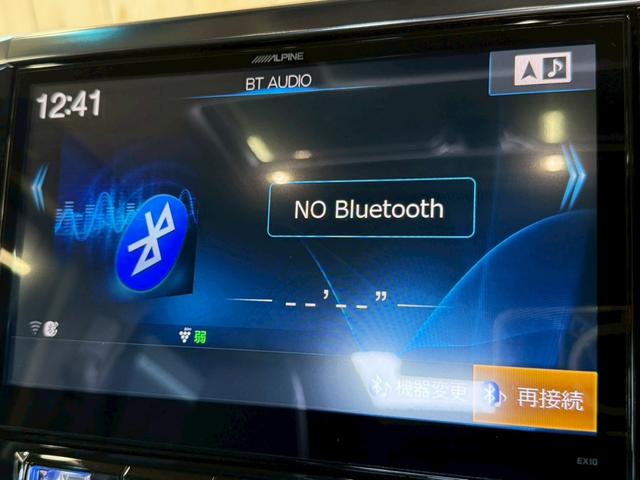 ALPINE
BT AUDIO
12:41
NO Bluetooth
--'--"
弱
機器変更
再接続
EX10